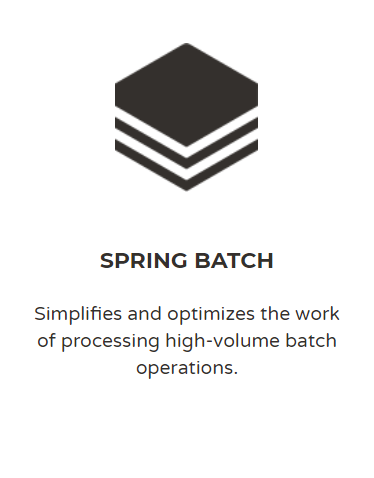 SPRING BATCH
Simplifies and optimizes the work
of processing high-volume batch
operations.